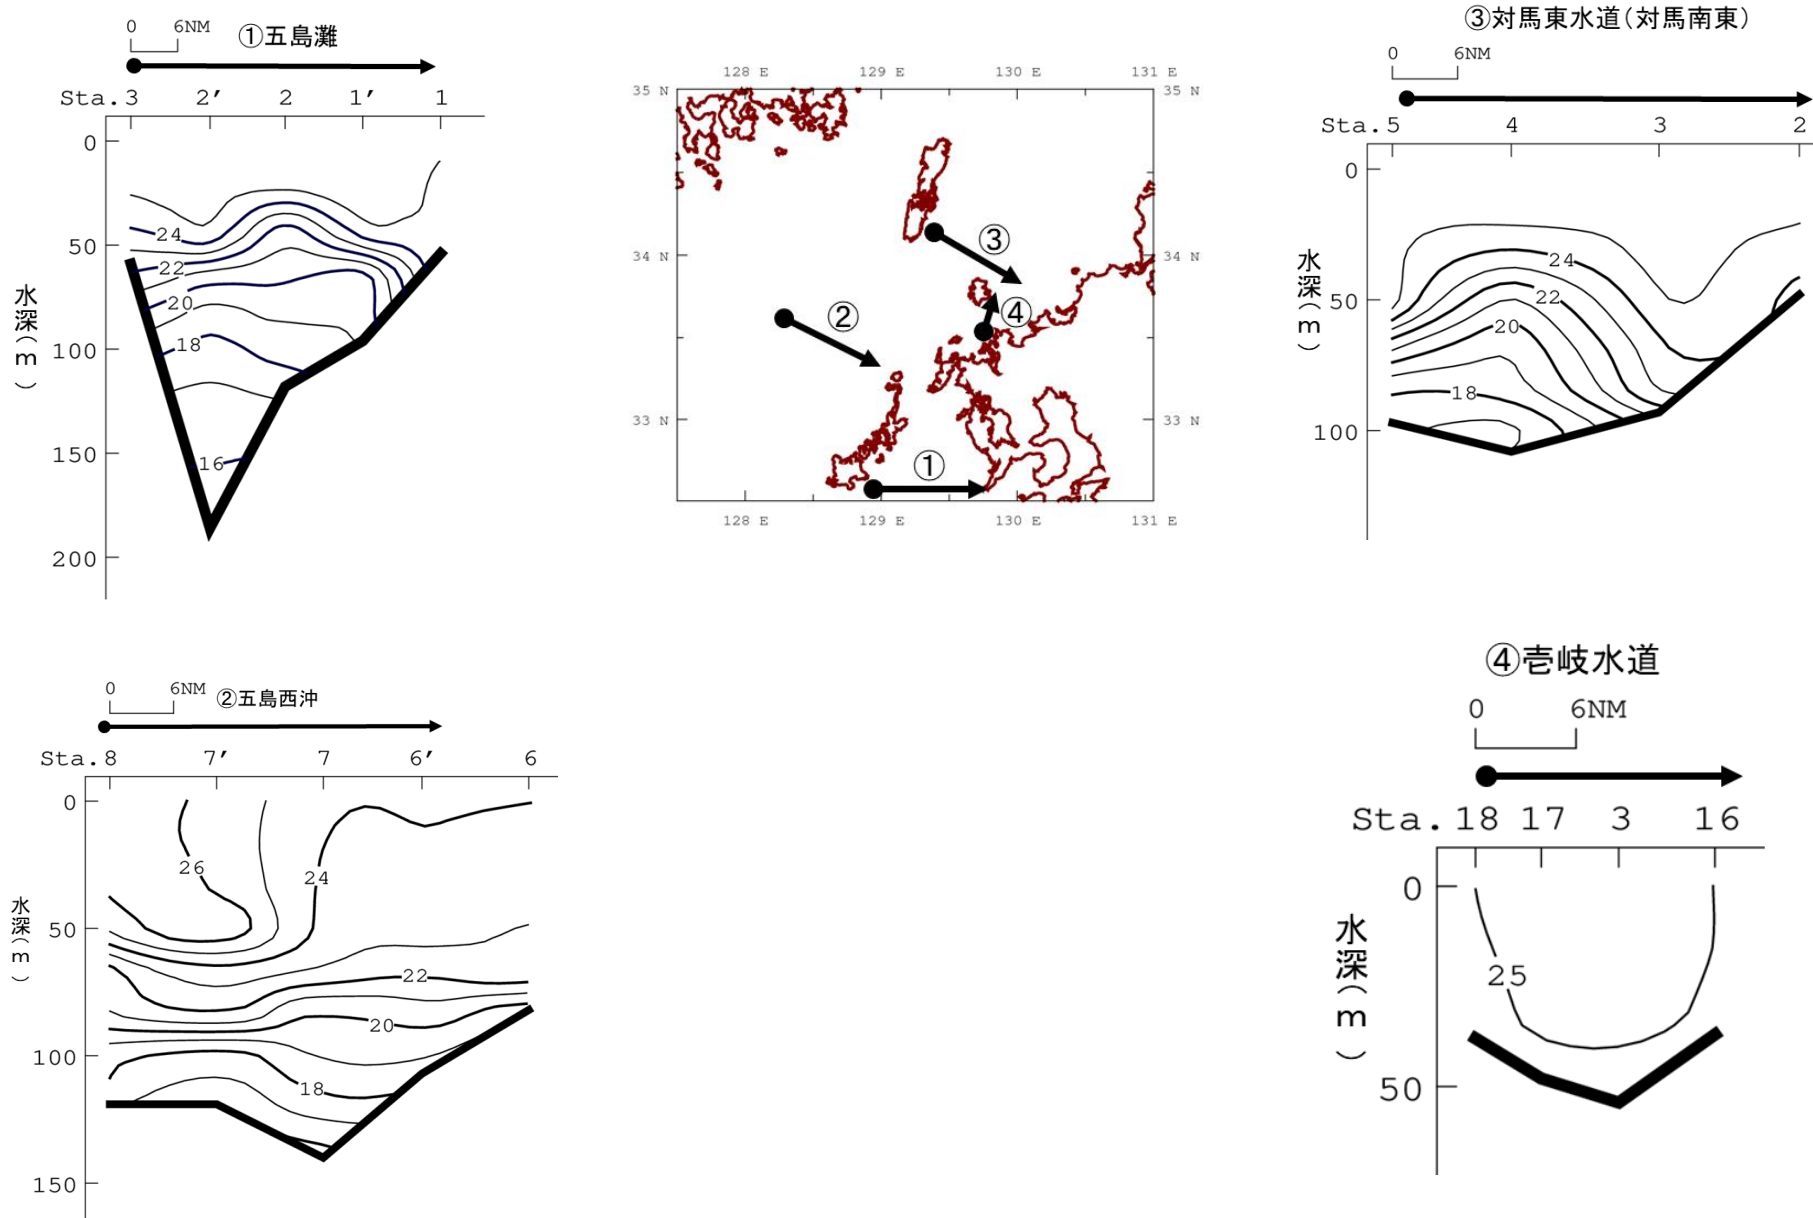 ①五島灘
0 6NM
Sta.3 2′ 2 1′ 1
0
50
100
150
200
水深(m)
24
22
20
18
16
128 E 129 E 130 E 131 E
35 N 35 N
34 N 34 N
33 N 33 N
128 E 129 E 130 E 131 E
①
②
③
④
③対馬東水道(対馬南東)
0 6NM
Sta.5 4 3 2
0
50
100
水深(m)
24
22
20
18
②五島西沖
0 6NM
Sta.8 7′ 7 6′ 6
0
50
100
150
水深(m)
26
24
22
20
18
④壱岐水道
0 6NM
Sta.18 17 3 16
0
50
水深(m)
25